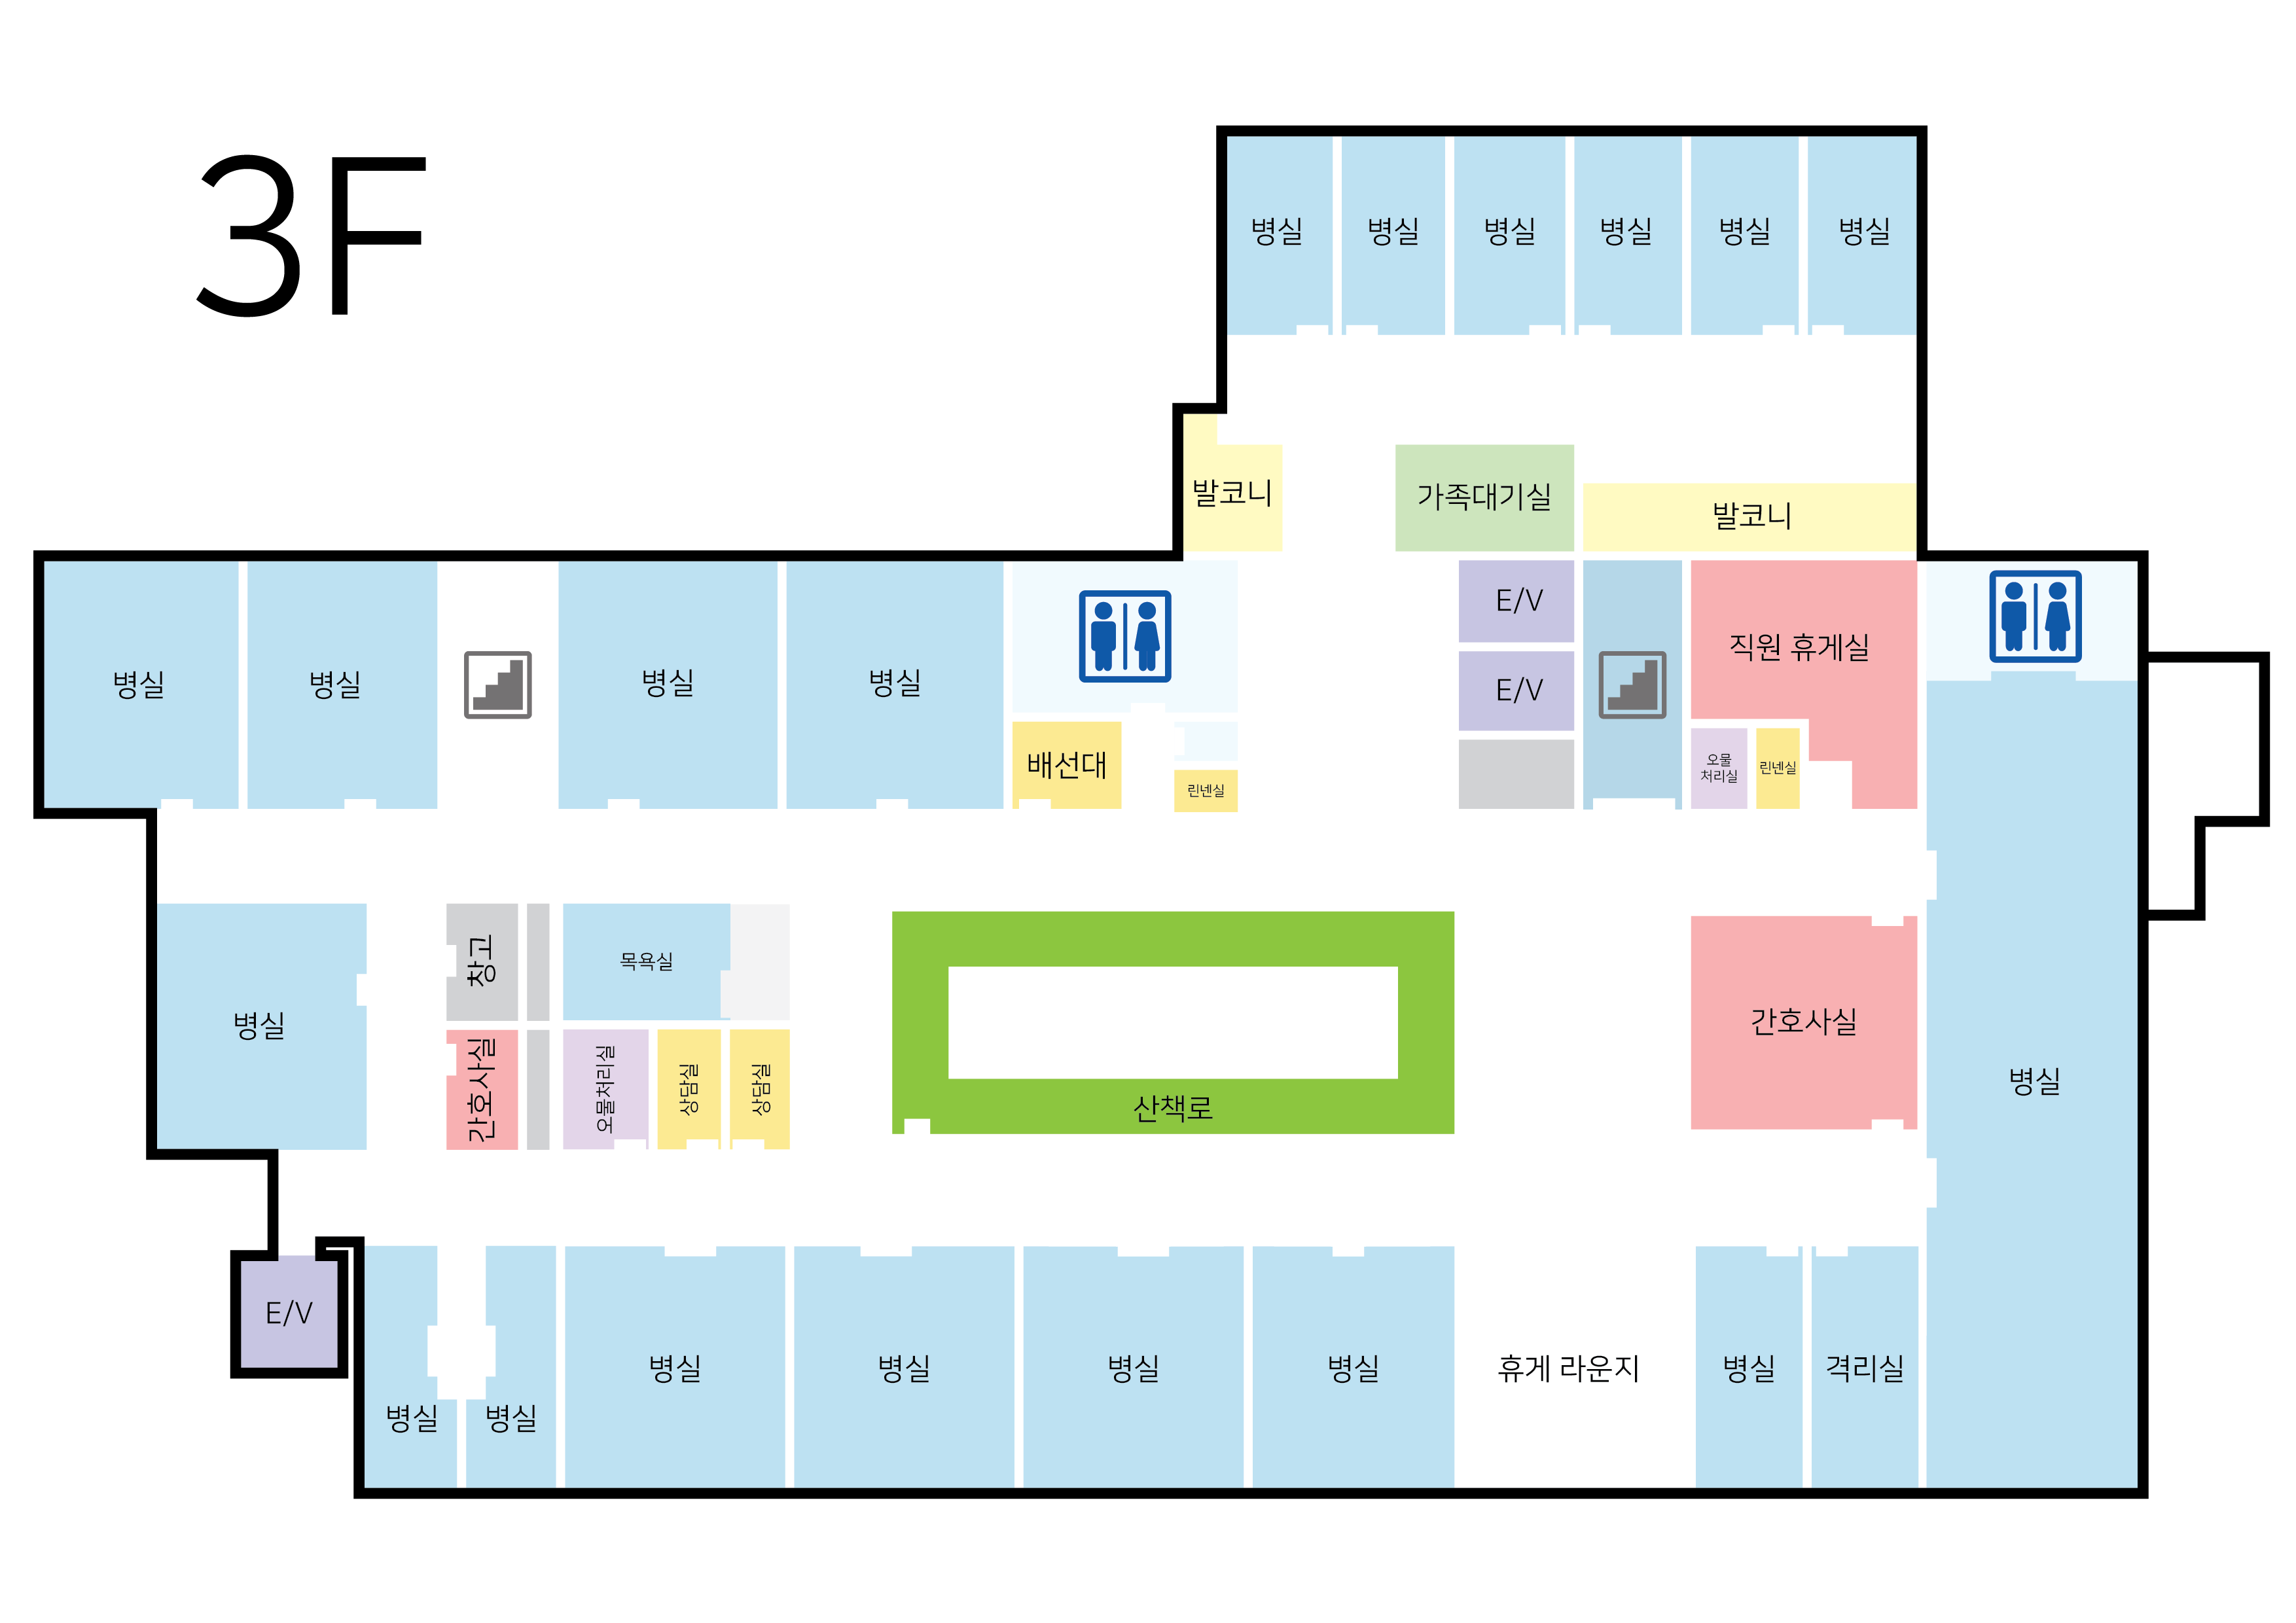 3F
병실
병실
병실
병실
병실
병실
발코니
가족대기실
발코니
병실
병실
병실
병실
배선대
린넨실
E/V
E/V
직원 휴게실
오물
처리실
린넨실
병실
창고
목욕실
간호사실
오물처리실
상담실
상담실
산책로
간호사실
병실
E/V
병실
병실
병실
병실
병실
병실
휴게 라운지
병실
격리실